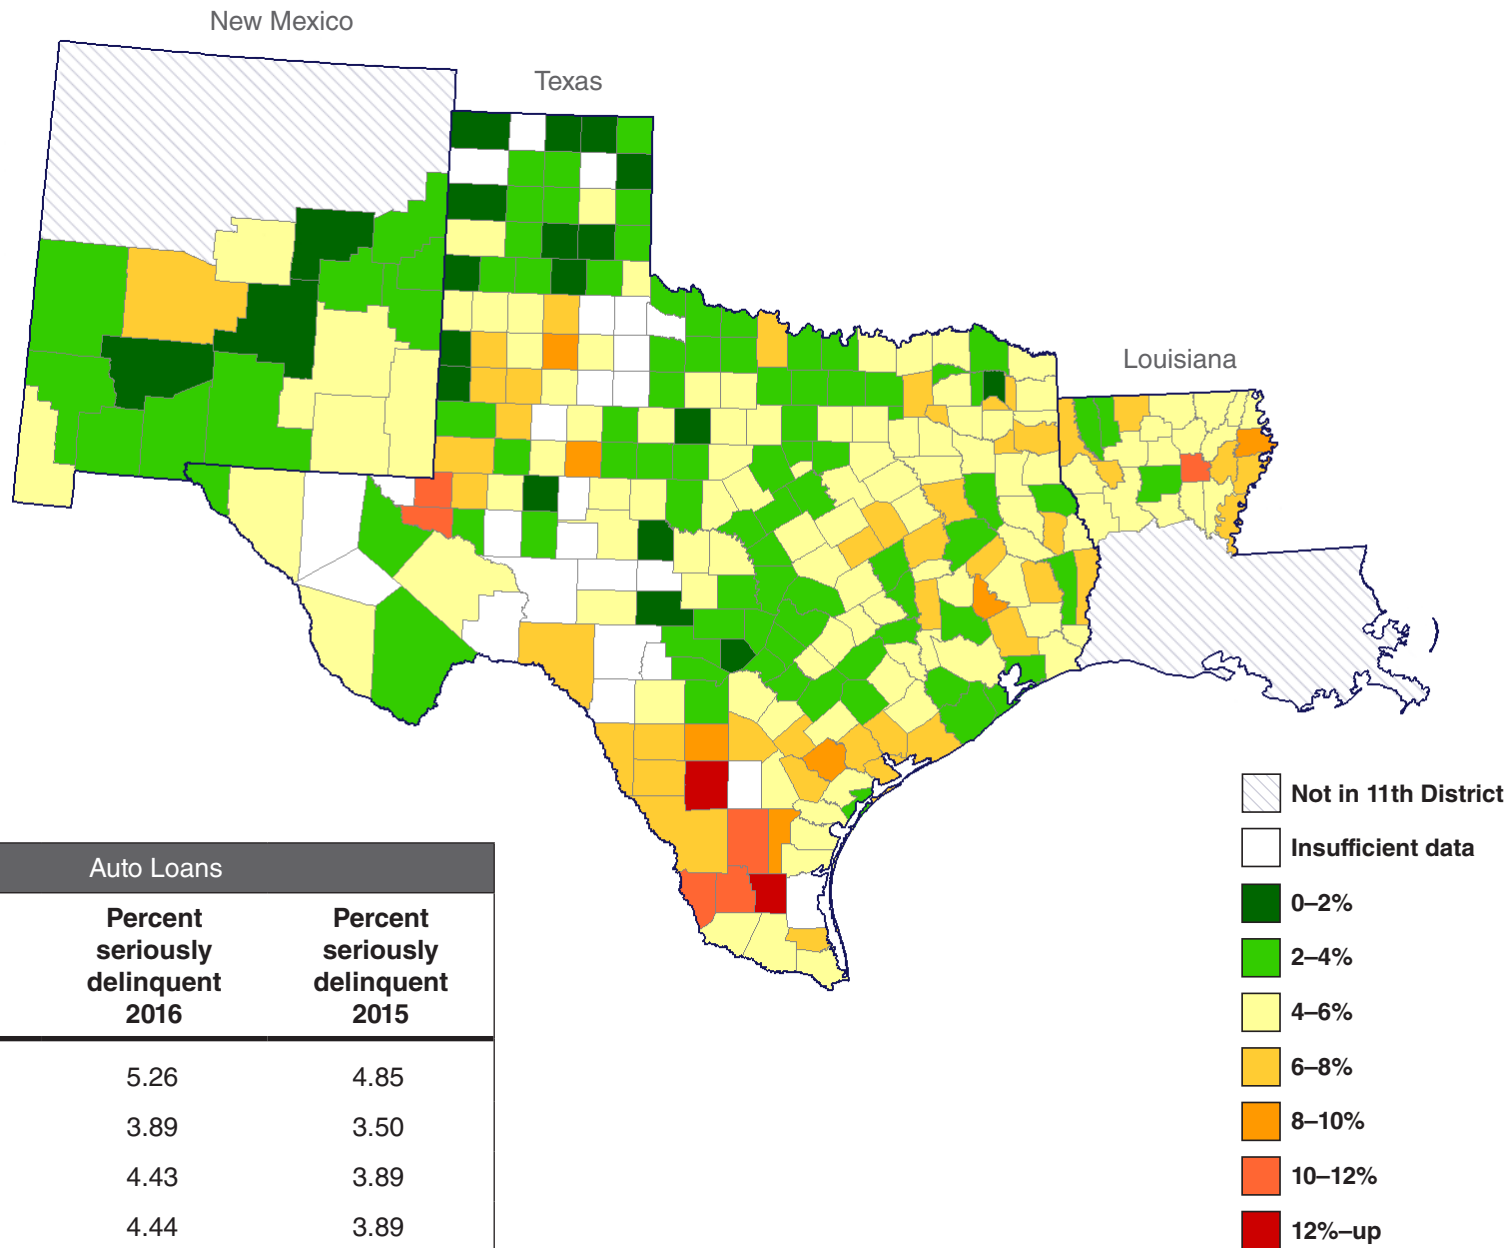 New Mexico
Texas
Louisiana
Not in 11th District
Insufficient data
0–2%
2–4%
4–6%
6–8%
8–10%
10–12%
12%–up
Auto Loans
Percent seriously delinquent 2016
Percent seriously delinquent 2015
5.26 4.85
3.89 3.50
4.43 3.89
4.44 3.89